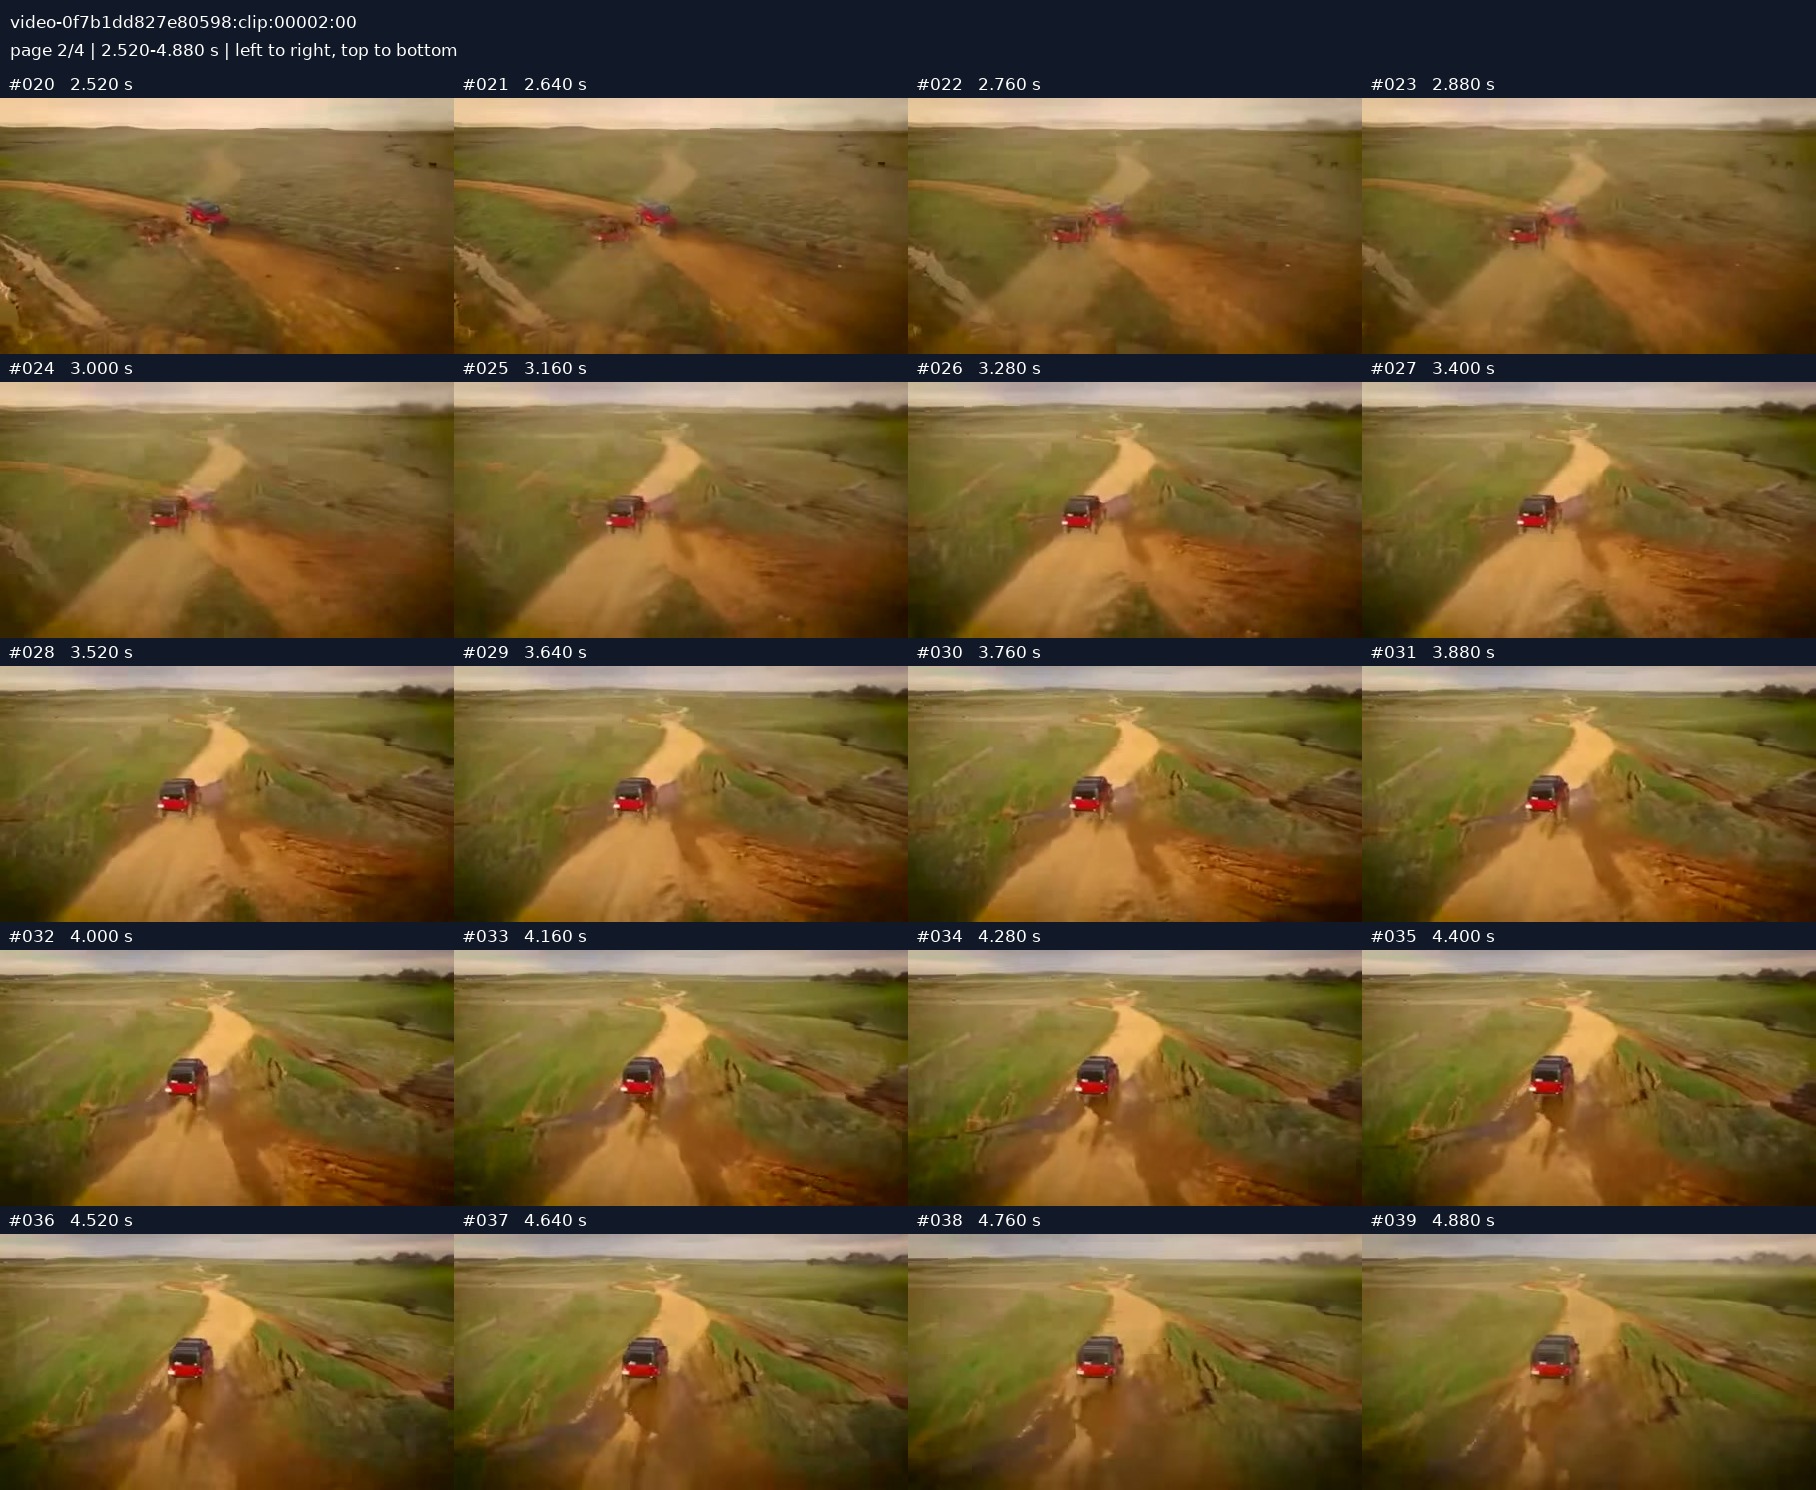 video-0f7b1dd827e80598:clip:00002:00
page 2/4 | 2.520-4.880 s | left to right, top to bottom
#020 2.520 s
#021 2.640 s
#022 2.760 s
#023 2.880 s
#024 3.000 s
#025 3.160 s
#026 3.280 s
#027 3.400 s
#028 3.520 s
#029 3.640 s
#030 3.760 s
#031 3.880 s
#032 4.000 s
#033 4.160 s
#034 4.280 s
#035 4.400 s
#036 4.520 s
#037 4.640 s
#038 4.760 s
#039 4.880 s